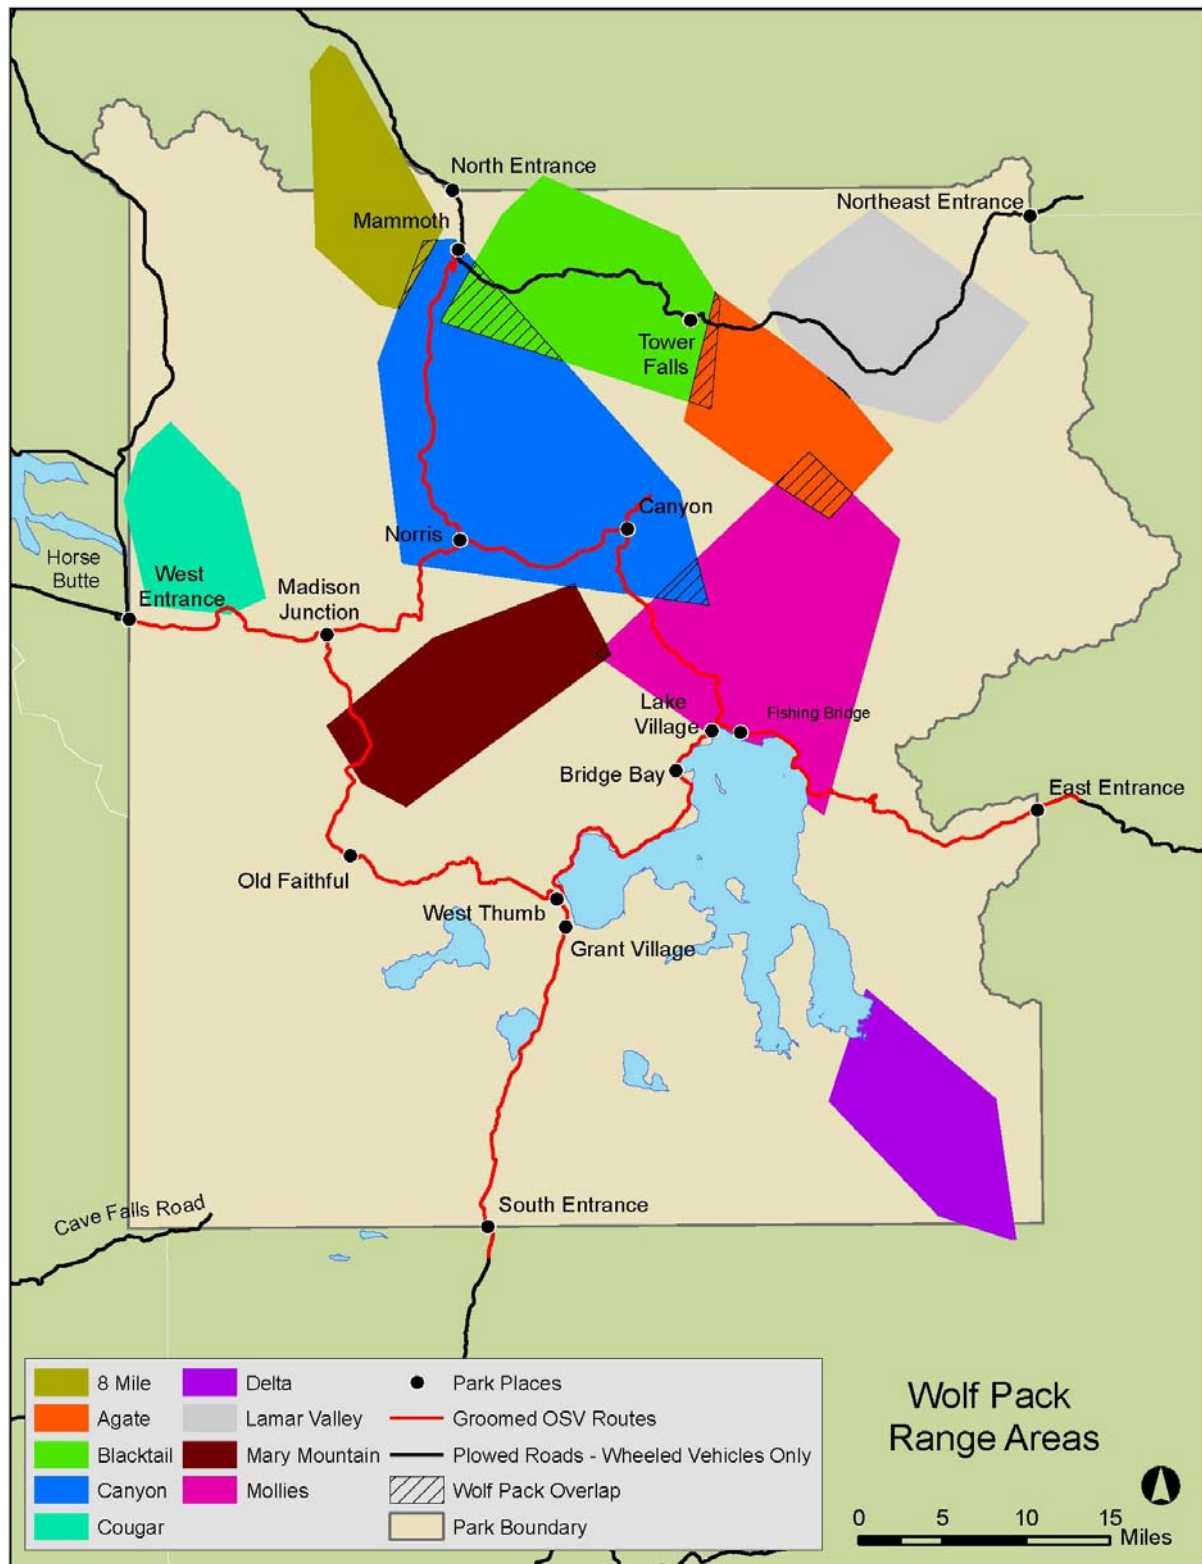 North Entrance
Northeast Entrance
Mammoth
Tower
Falls
Canyon
Norris
Horse
Butte
West
Entrance
Madison
Junction
Lake
Village
Fishing Bridge
Bridge Bay
East Entrance
Old Faithful
West Thumb
Grant Village
South Entrance
Cave Falls Road
8 Mile
Agate
Blacktail
Canyon
Cougar
Delta
Lamar Valley
Mary Mountain
Mollies
Park Places
Groomed OSV Routes
Plowed Roads - Wheeled Vehicles Only
Wolf Pack Overlap
Park Boundary
Wolf Pack
Range Areas
0 5 10 15
Miles